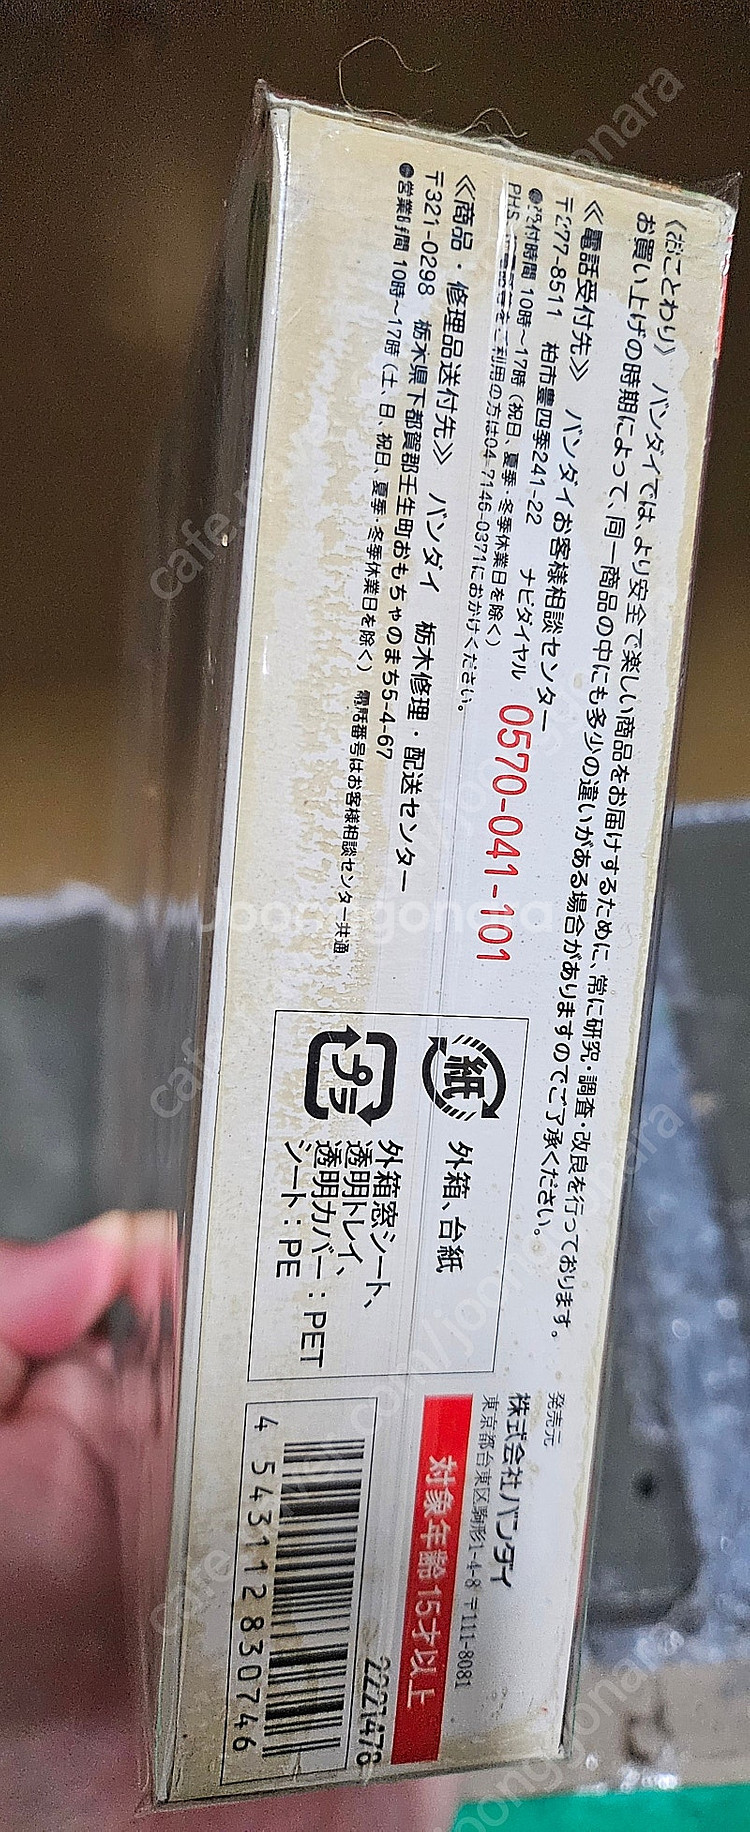 《おことわり》 バンダイでは、より安全で楽しい商品をお届けするために、常に研究・調査・改良を行っております。
お買い上げの時期によって、同一商品の中にも多少の違いがある場合がありますのでご了承ください。
《電話受付先》 バンダイお客様相談センター
〒277-8511 柏市豊四季241-22 ナビダイヤル 0570-041-101
●受付時間 10時～17時（祝日、夏季・冬季休業日を除く）
PHS、 をご利用の方は04-7146-0371におかけください。
《商品・修理品送付先》 バンダイ 栃木修理・配送センター
〒321-0298 栃木県下都賀郡壬生町おもちゃのまち5-4-67
●営業時間 10時～17時（土、日、祝日、夏季・冬季休業日を除く） 電話番号はお客様相談センター共通
紙 外箱、台紙
プラ 外箱窓シート、
透明トレイ、
透明カバー：PET
シート：PE
発売元
株式会社バンダイ
東京都台東区駒形1-4-8 〒111-8081
対象年齢15才以上
2221478
4 543112 830746
Joonggonara